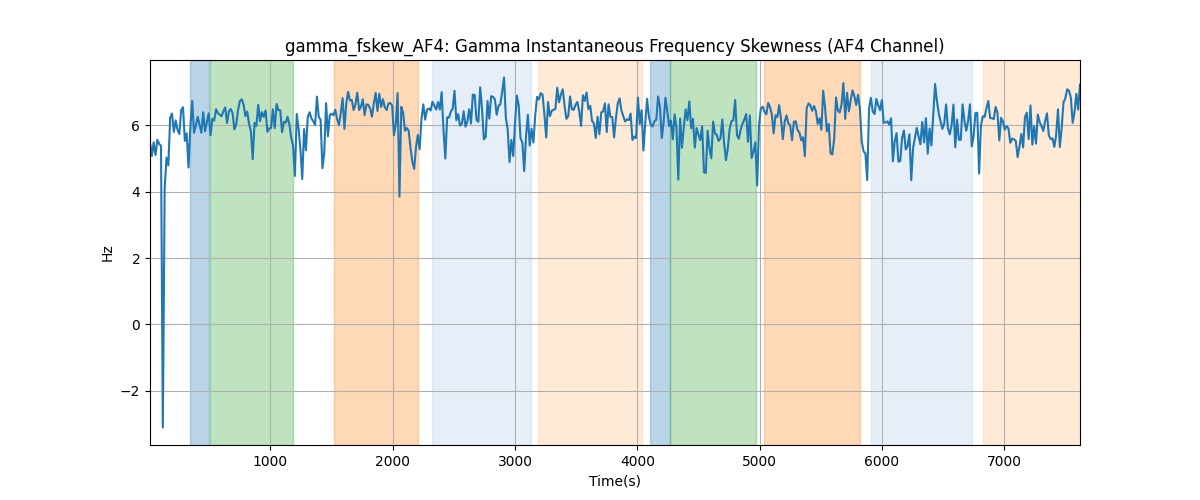 gamma_fskew_AF4: Gamma Instantaneous Frequency Skewness (AF4 Channel)
Hz
6
4
2
0
−2
1000 2000 3000 4000 5000 6000 7000
Time(s)